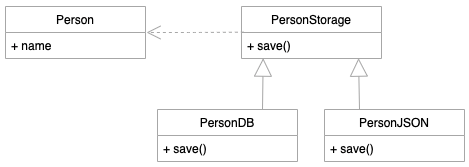 Person
+ name
PersonStorage
+ save()
PersonDB
+ save()
PersonJSON
+ save()